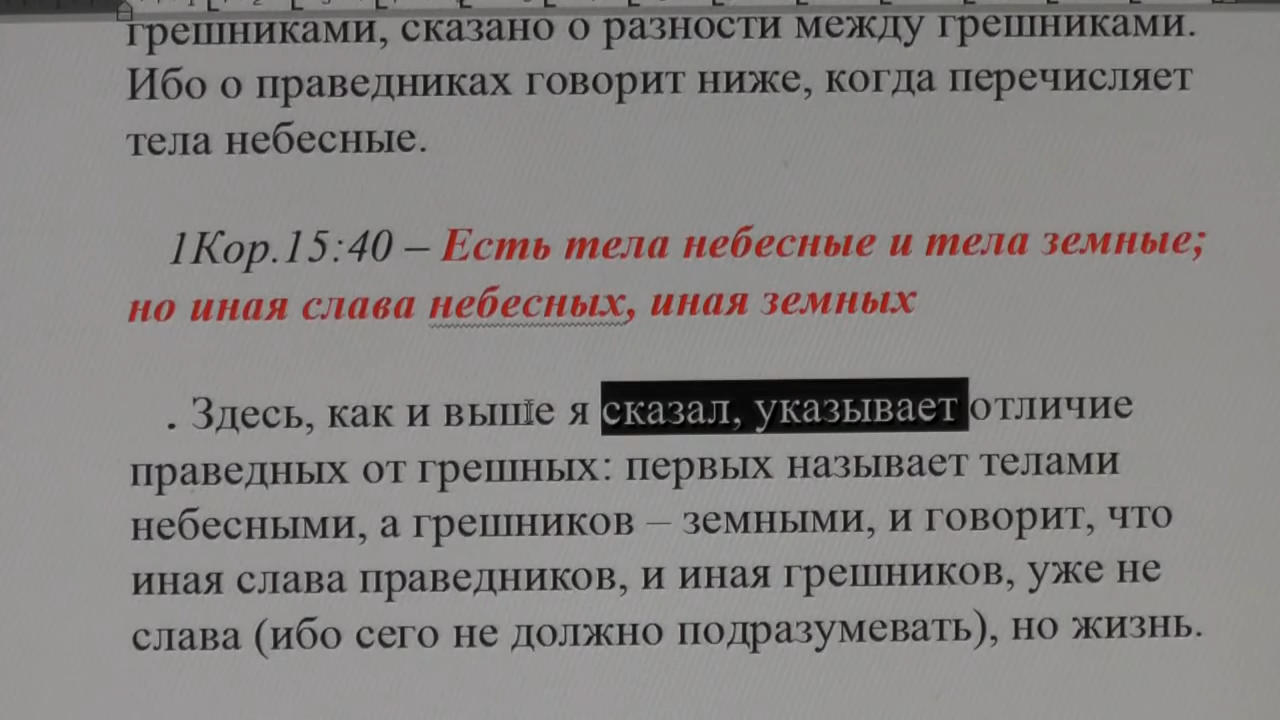 грешниками, сказано о разности между грешниками.
Ибо о праведниках говорит ниже, когда перечисляет
тела небесные.
1Кор.15:40 – Есть тела небесные и тела земные;
но иная слава небесных, иная земных
. Здесь, как и выше я сказал, указывает отличие
праведных от грешных: первых называет телами
небесными, а грешников – земными, и говорит, что
иная слава праведников, и иная грешников, уже не
слава (ибо сего не должно подразумевать), но жизнь.